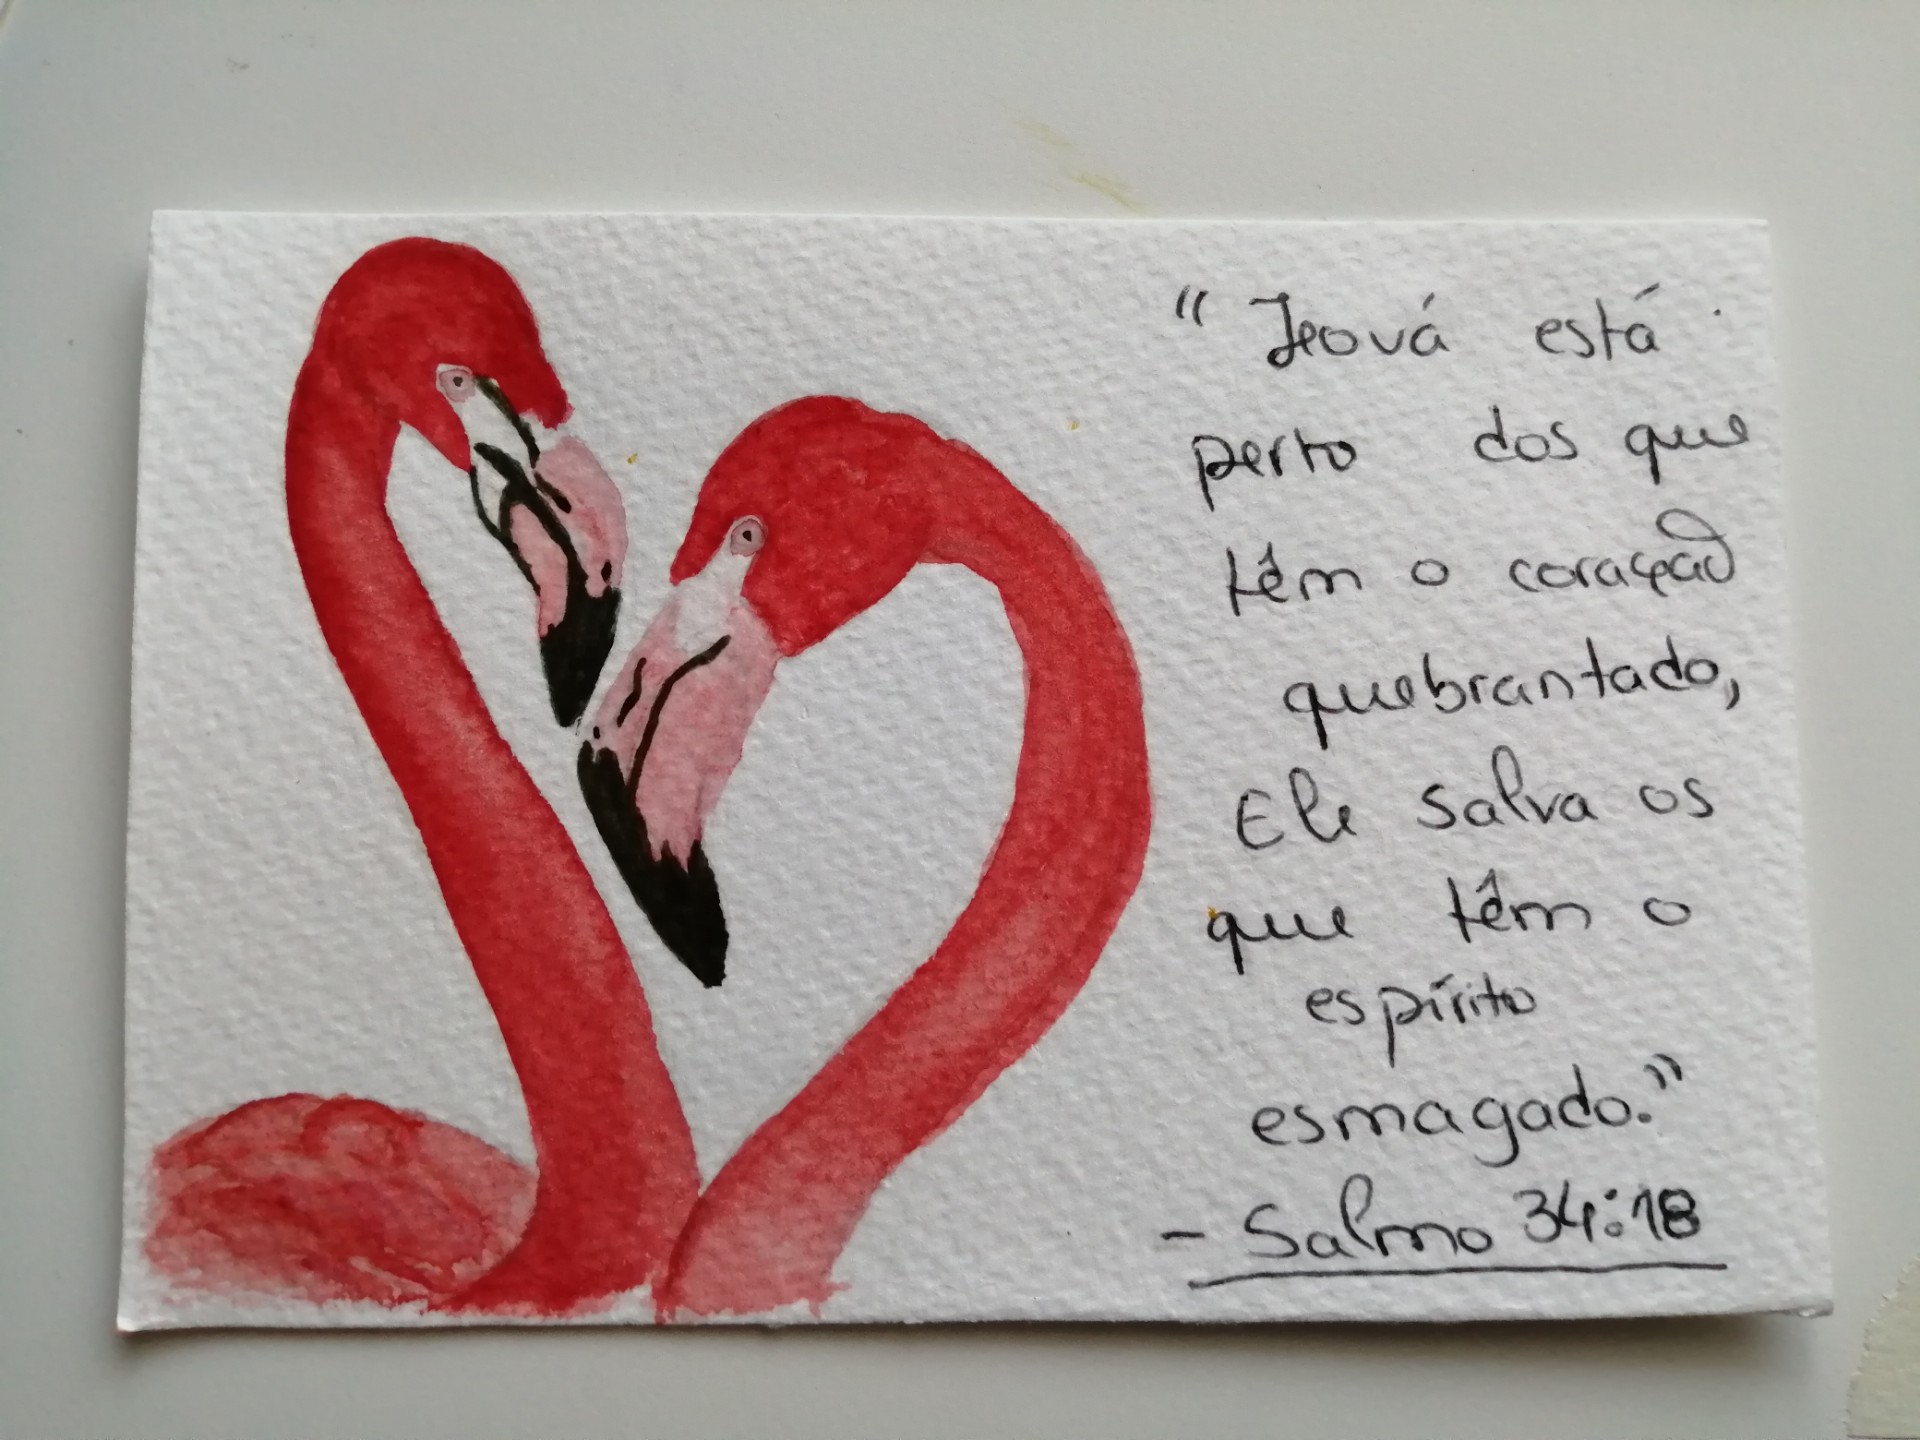 "Jeová está
perto dos que
têm o coração
quebrantado,
Ele salva os
que têm o
espírito
esmagado."
- Salmo 34:18